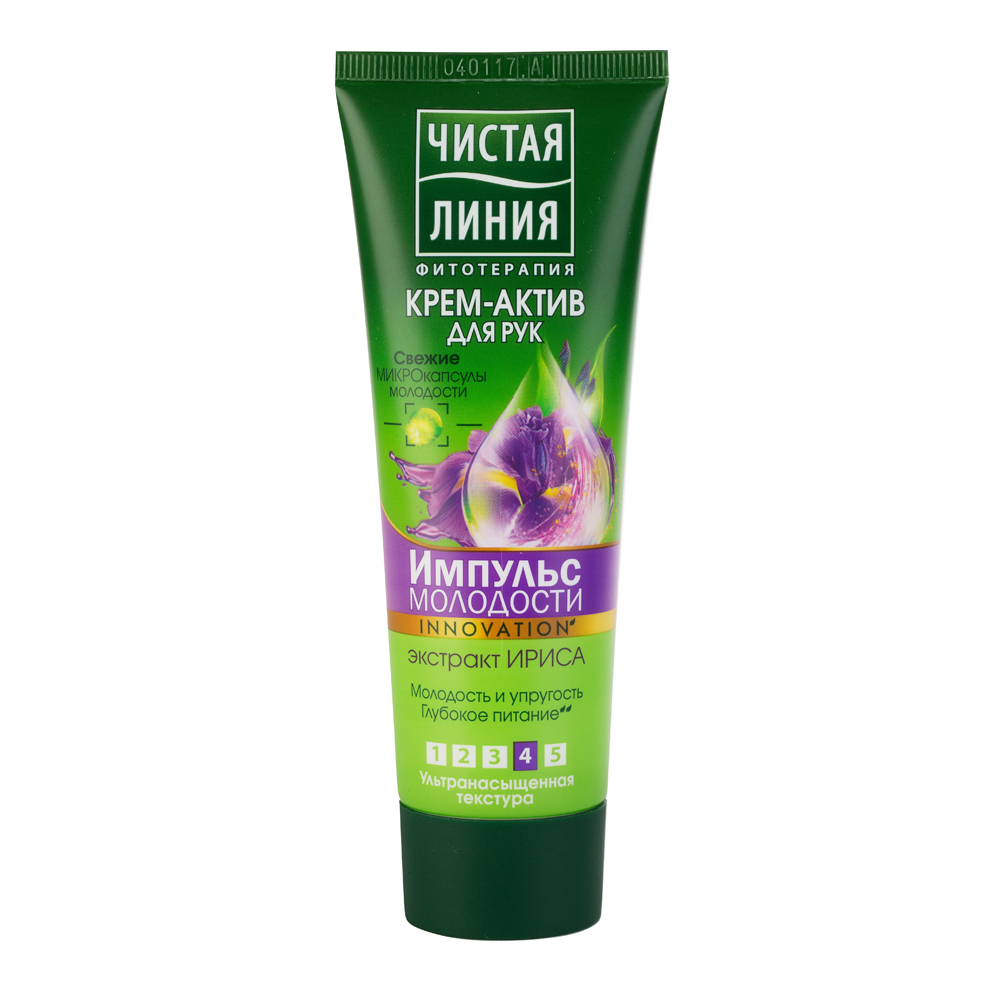 040117.A
ЧИСТАЯ
ЛИНИЯ
ФИТОТЕРАПИЯ
КРЕМ-АКТИВ
ДЛЯ РУК
Свежие
МИКРОкапсулы
молодости
Импульс
молодости
INNOVATION
экстракт ИРИСА
Молодость и упругость
Глубокое питание
1 2 3 4 5
Ультранасыщенная
текстура